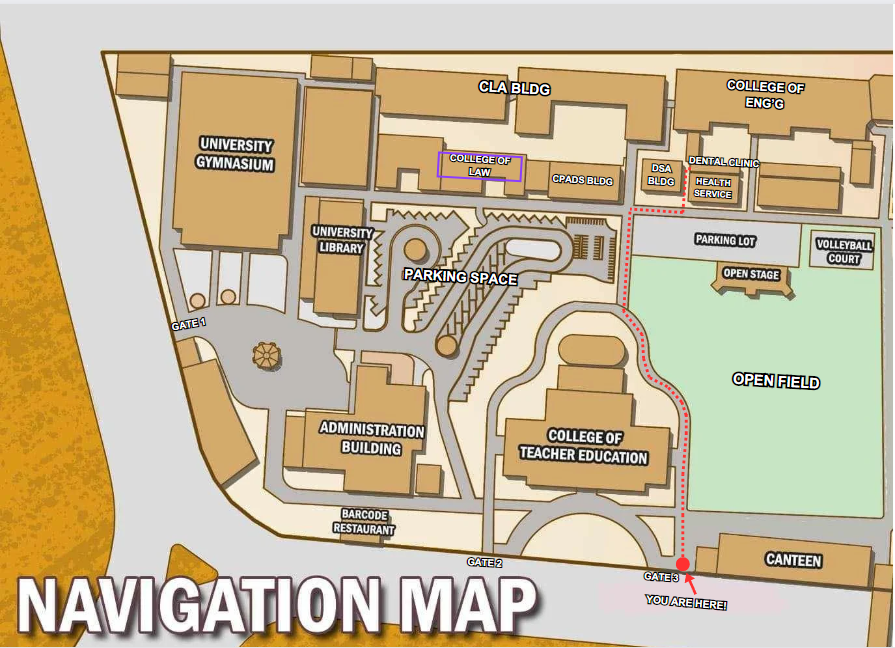 CLA BLDG
COLLEGE OF
ENG'G
UNIVERSITY
GYMNASIUM
COLLEGE OF
LAW
CPADS BLDG
DSA
BLDG
DENTAL CLINIC
HEALTH
SERVICE
UNIVERSITY
LIBRARY
PARKING LOT
VOLLEYBALL
COURT
PARKING SPACE
OPEN STAGE
GATE 1
OPEN FIELD
ADMINISTRATION
BUILDING
COLLEGE OF
TEACHER EDUCATION
BARCODE
RESTAURANT
GATE 2
CANTEEN
GATE 3
YOU ARE HERE!
NAVIGATION MAP